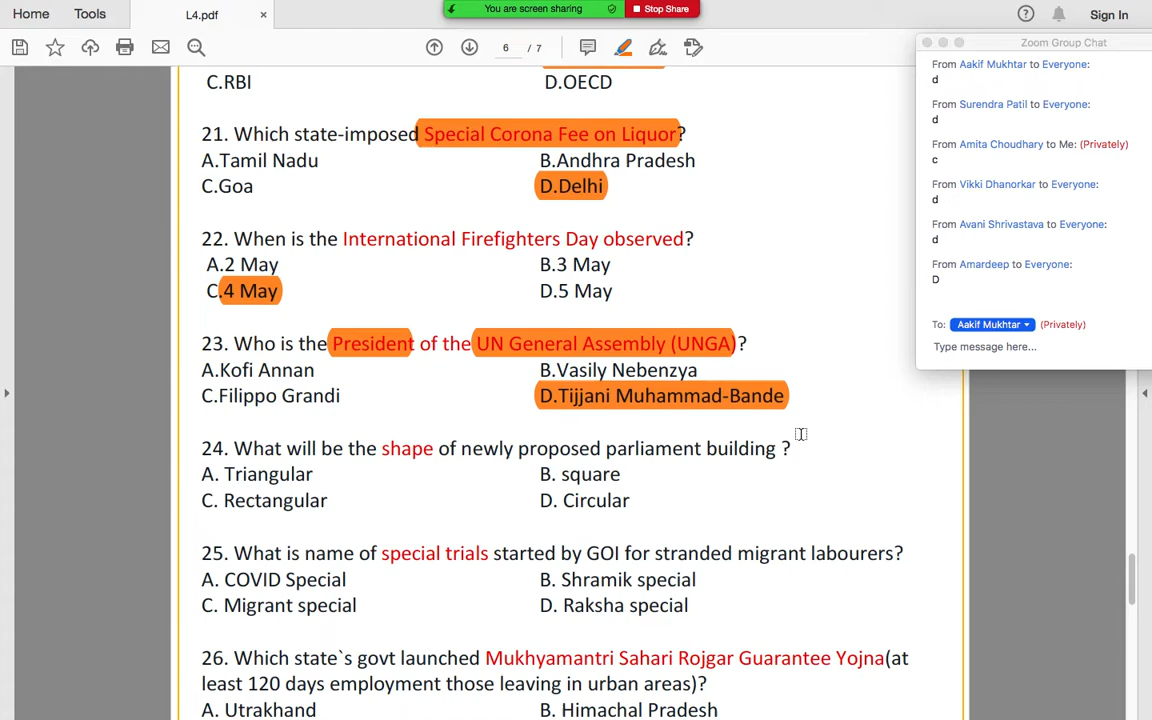 Home Tools L4.pdf ×
You are screen sharing Stop Share
Sign In
6 / 7
C.RBI D.OECD
21. Which state-imposed Special Corona Fee on Liquor?
A.Tamil Nadu B.Andhra Pradesh
C.Goa D.Delhi
22. When is the International Firefighters Day observed?
A.2 May B.3 May
C.4 May D.5 May
23. Who is the President of the UN General Assembly (UNGA)?
A.Kofi Annan B.Vasily Nebenzya
C.Filippo Grandi D.Tijjani Muhammad-Bande
24. What will be the shape of newly proposed parliament building ?
A. Triangular B. square
C. Rectangular D. Circular
25. What is name of special trials started by GOI for stranded migrant labourers?
A. COVID Special B. Shramik special
C. Migrant special D. Raksha special
26. Which state`s govt launched Mukhyamantri Sahari Rojgar Guarantee Yojna(at
least 120 days employment those leaving in urban areas)?
A. Utrakhand B. Himachal Pradesh
Zoom Group Chat
From Aakif Mukhtar to Everyone:
d
From Surendra Patil to Everyone:
d
From Amita Choudhary to Me: (Privately)
c
From Vikki Dhanorkar to Everyone:
d
From Avani Shrivastava to Everyone:
d
From Amardeep to Everyone:
D
To: Aakif Mukhtar (Privately)
Type message here...